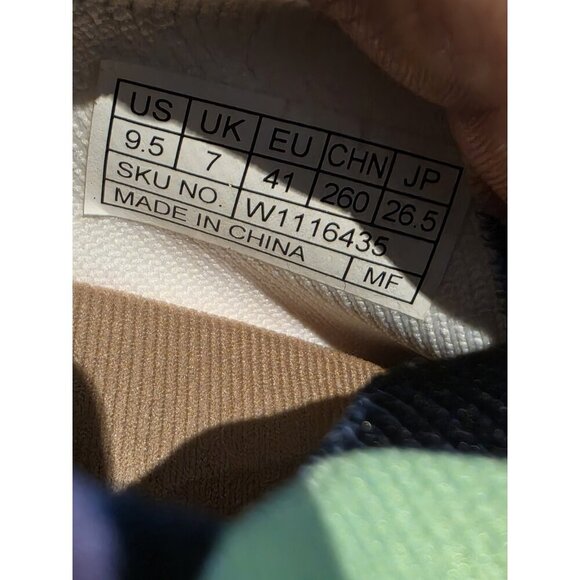 US UK EU CHN JP
9.5 7 41 260 26.5
SKU NO. W1116435
MADE IN CHINA MF